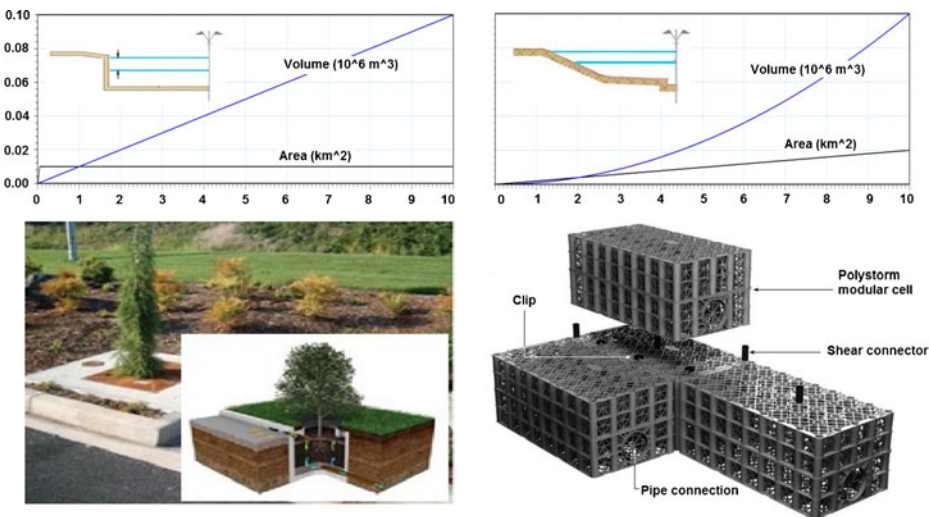 0.10
0.08
0.06
0.04
0.02
0.00
Volume (10^6 m^3)
Area (km^2)
0 1 2 3 4 5 6 7 8 9 10
Volume (10^6 m^3)
Area (km^2)
0 1 2 3 4 5 6 7 8 9 10
Polystorm
modular cell
Clip
Shear connector
Pipe connection